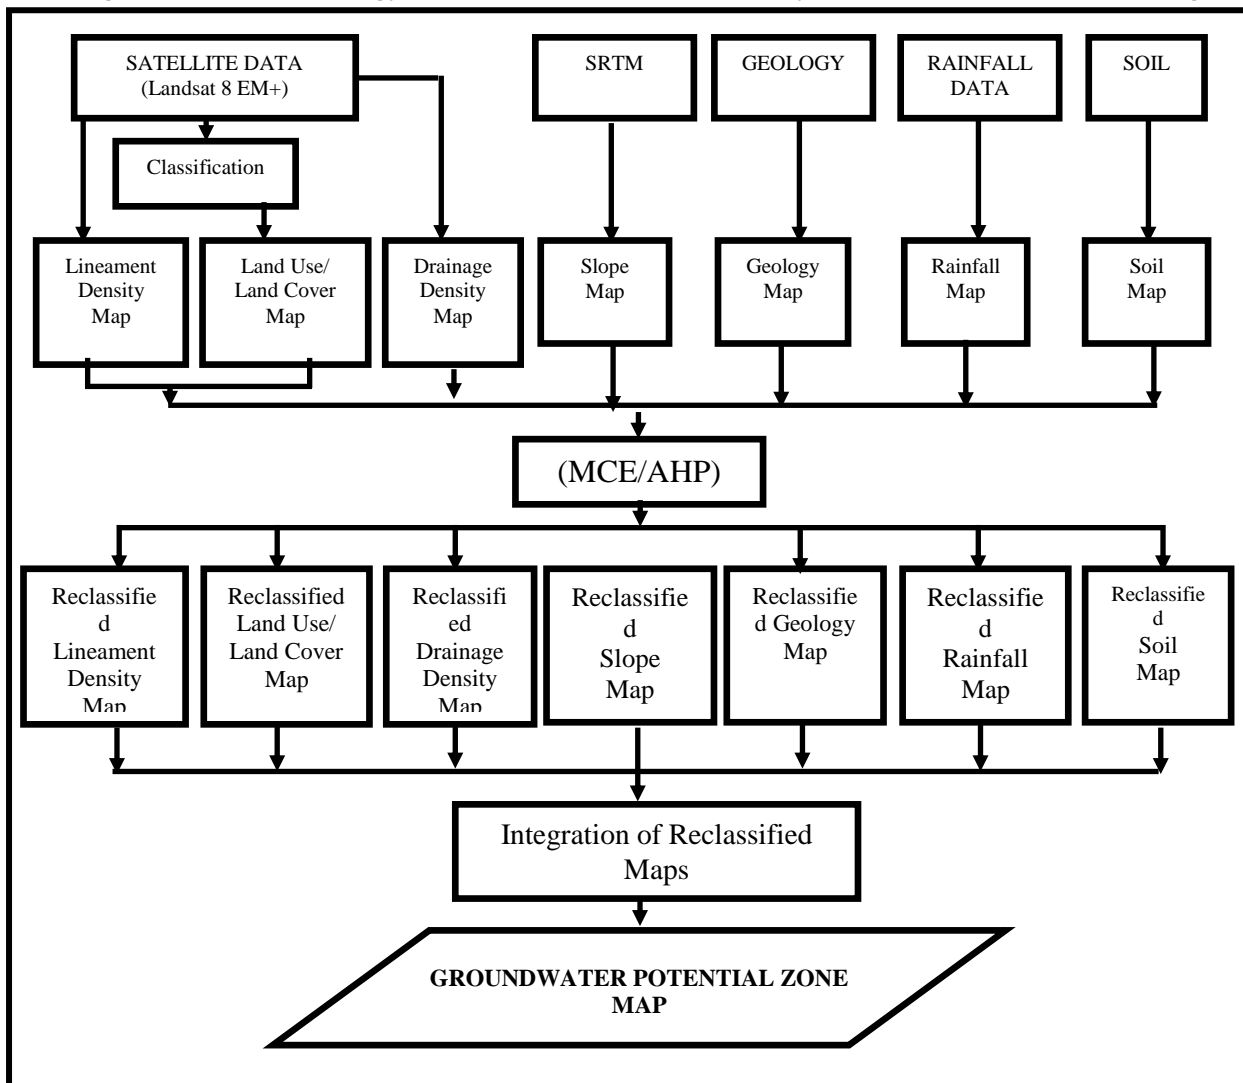 SATELLITE DATA
(Landsat 8 EM+)
SRTM
GEOLOGY
RAINFALL
DATA
SOIL
Classification
Lineament
Density
Map
Land Use/
Land Cover
Map
Drainage
Density
Map
Slope
Map
Geology
Map
Rainfall
Map
Soil
Map
(MCE/AHP)
Reclassifie
d
Lineament
Density
Map
Reclassified
Land Use/
Land Cover
Map
Reclassifi
ed
Drainage
Density
Map
Reclassifie
d
Slope
Map
Reclassifie
d Geology
Map
Reclassifie
d
Rainfall
Map
Reclassifie
d
Soil
Map
Integration of Reclassified
Maps
GROUNDWATER POTENTIAL ZONE
MAP